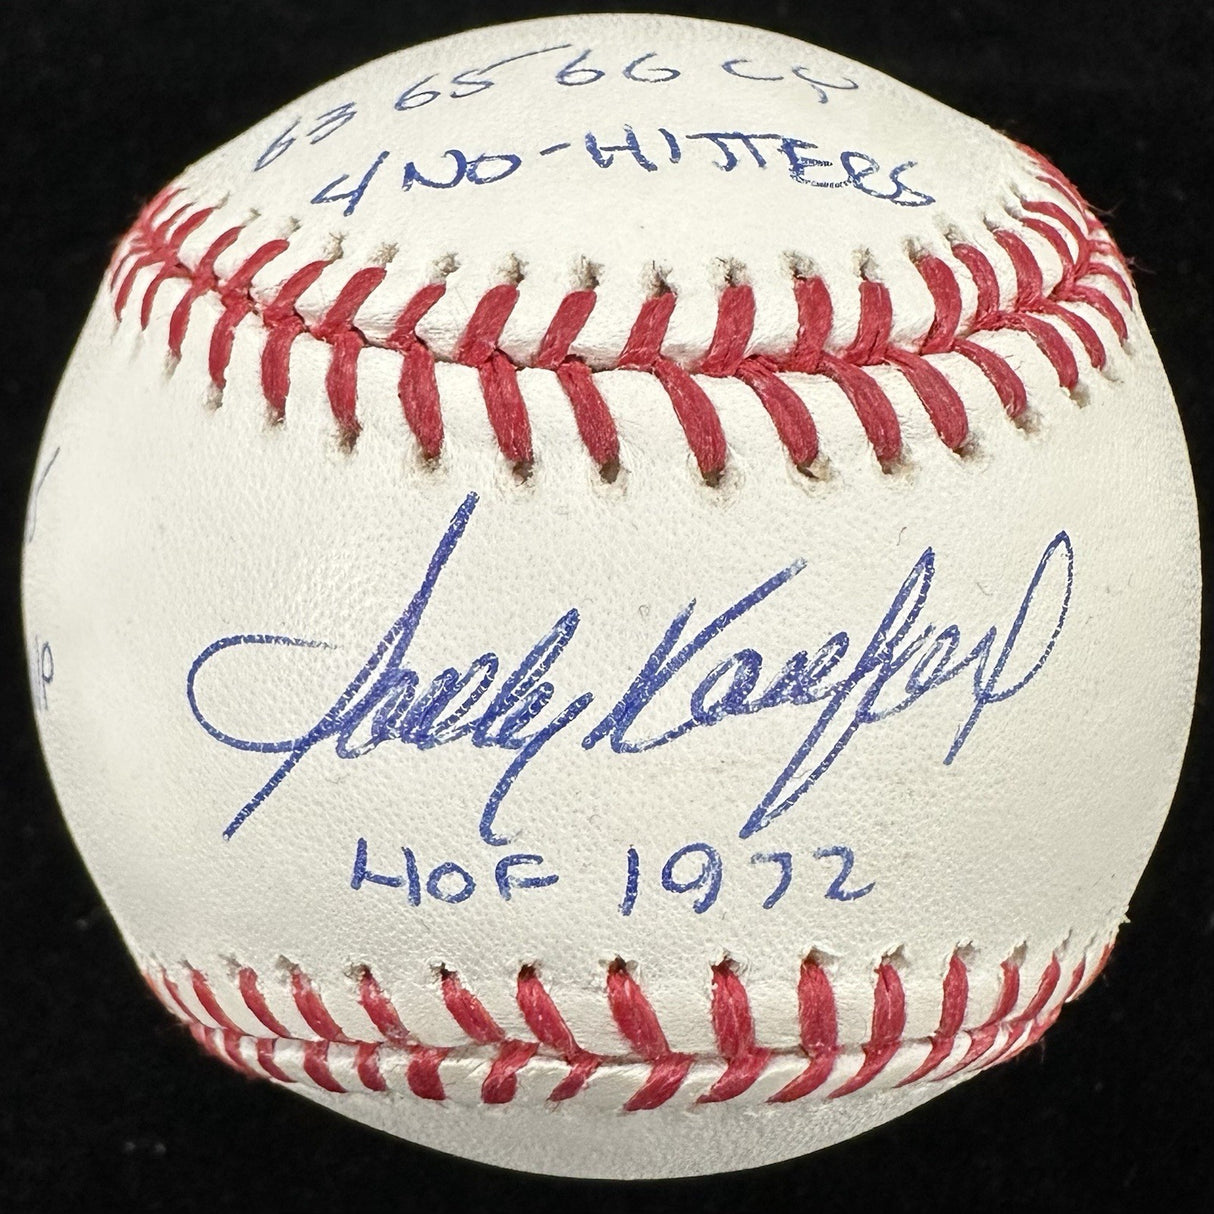 63 65 66 CY
4 NO-HITTERS
Sandy Koufax
HOF 1972